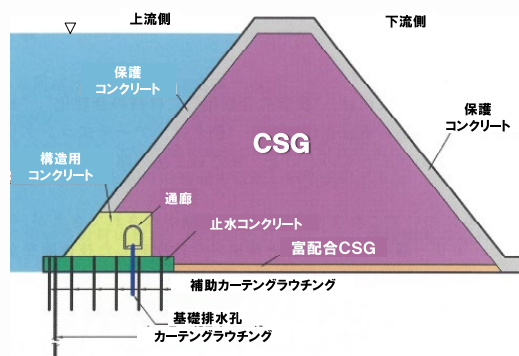 上流側
下流側
保護
コンクリート
保護
コンクリート
CSG
構造用
コンクリート
通廊
止水コンクリート
富配合CSG
補助カーテングラウチング
基礎排水孔
カーテングラウチング